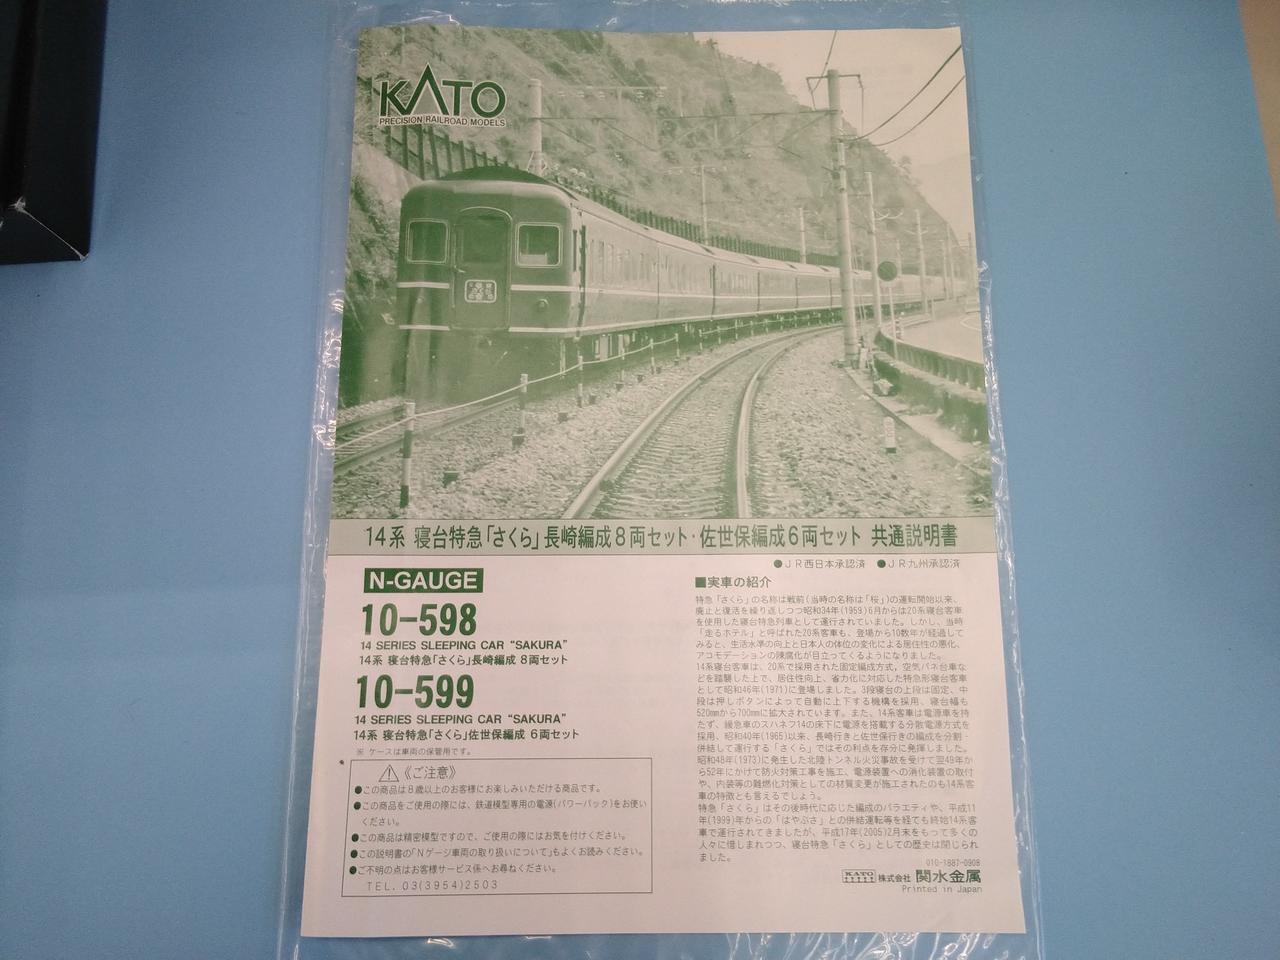 KATO
PRECISION RAILROAD MODELS
14系 寝台特急「さくら」長崎編成8両セット・佐世保編成6両セット 共通説明書
●JR西日本承認済 ●JR九州承認済
N-GAUGE
10-598
14 SERIES SLEEPING CAR "SAKURA"
14系 寝台特急「さくら」長崎編成 8両セット
10-599
14 SERIES SLEEPING CAR "SAKURA"
14系 寝台特急「さくら」佐世保編成 6両セット
※ ケースは車両の保管用です。
《ご注意》
●この商品は8歳以上のお客様にお楽しみいただける商品です。
●この商品をご使用の際には、鉄道模型専用の電源(パワーパック)をお使い
ください。
●この商品は精密模型ですので、ご使用の際にはお気を付けください。
●この説明書の「Nゲージ車両の取り扱いについて」もよくお読みください。
●ご不明の点はお客様サービス係へお尋ねください。
TEL. 03(3954)2503
■実車の紹介
特急「さくら」の名称は戦前(当時の名称は「桜」)の運転開始以来、
廃止と復活を繰り返しつつ昭和34年(1959)6月からは20系寝台客車
を使用した寝台特急列車として運行されていました。しかし、当時
「走るホテル」と呼ばれた20系客車も、登場から10数年が経過して
みると、生活水準の向上と日本人の体位の変化による居住性の悪化、
アコモデーションの陳腐化が目立ってくるようになりました。
14系寝台客車は、20系で採用された固定編成方式，空気バネ台車な
どを踏襲した上で、居住性向上、省力化に対応した特急形寝台客車
として昭和46年(1971)に登場しました。3段寝台の上段は固定、中
段は押しボタンによって自動に上下する機構を採用、寝台幅も
520mmから700mmに拡大されています。また、14系客車は電源車を持
たず、緩急車のスハネフ14の床下に電源を搭載する分散電源方式を
採用、昭和40年(1965)以来、長崎行きと佐世保行きの編成を分割・
併結して運行する「さくら」ではその利点を存分に発揮しました。
昭和48年(1973)に発生した北陸トンネル火災事故を受けて翌49年か
ら52年にかけて防火対策工事を施工、電源装置への消化装置の取付
や、内装等の難燃化対策としての材質変更が施工されたのも14系客
車の特徴とも言えるでしょう。
特急「さくら」はその後時代に応じた編成のバラエティや、平成11
年(1999)年からの「はやぶさ」との併結運転等を経ても終始14系客
車で運行されてきましたが、平成17年(2005)2月末をもって多くの
人々に惜しまれつつ、寝台特急「さくら」としての歴史は閉じられ
ました。
010-1887-0908
KATO 株式会社 関水金属
Printed in Japan